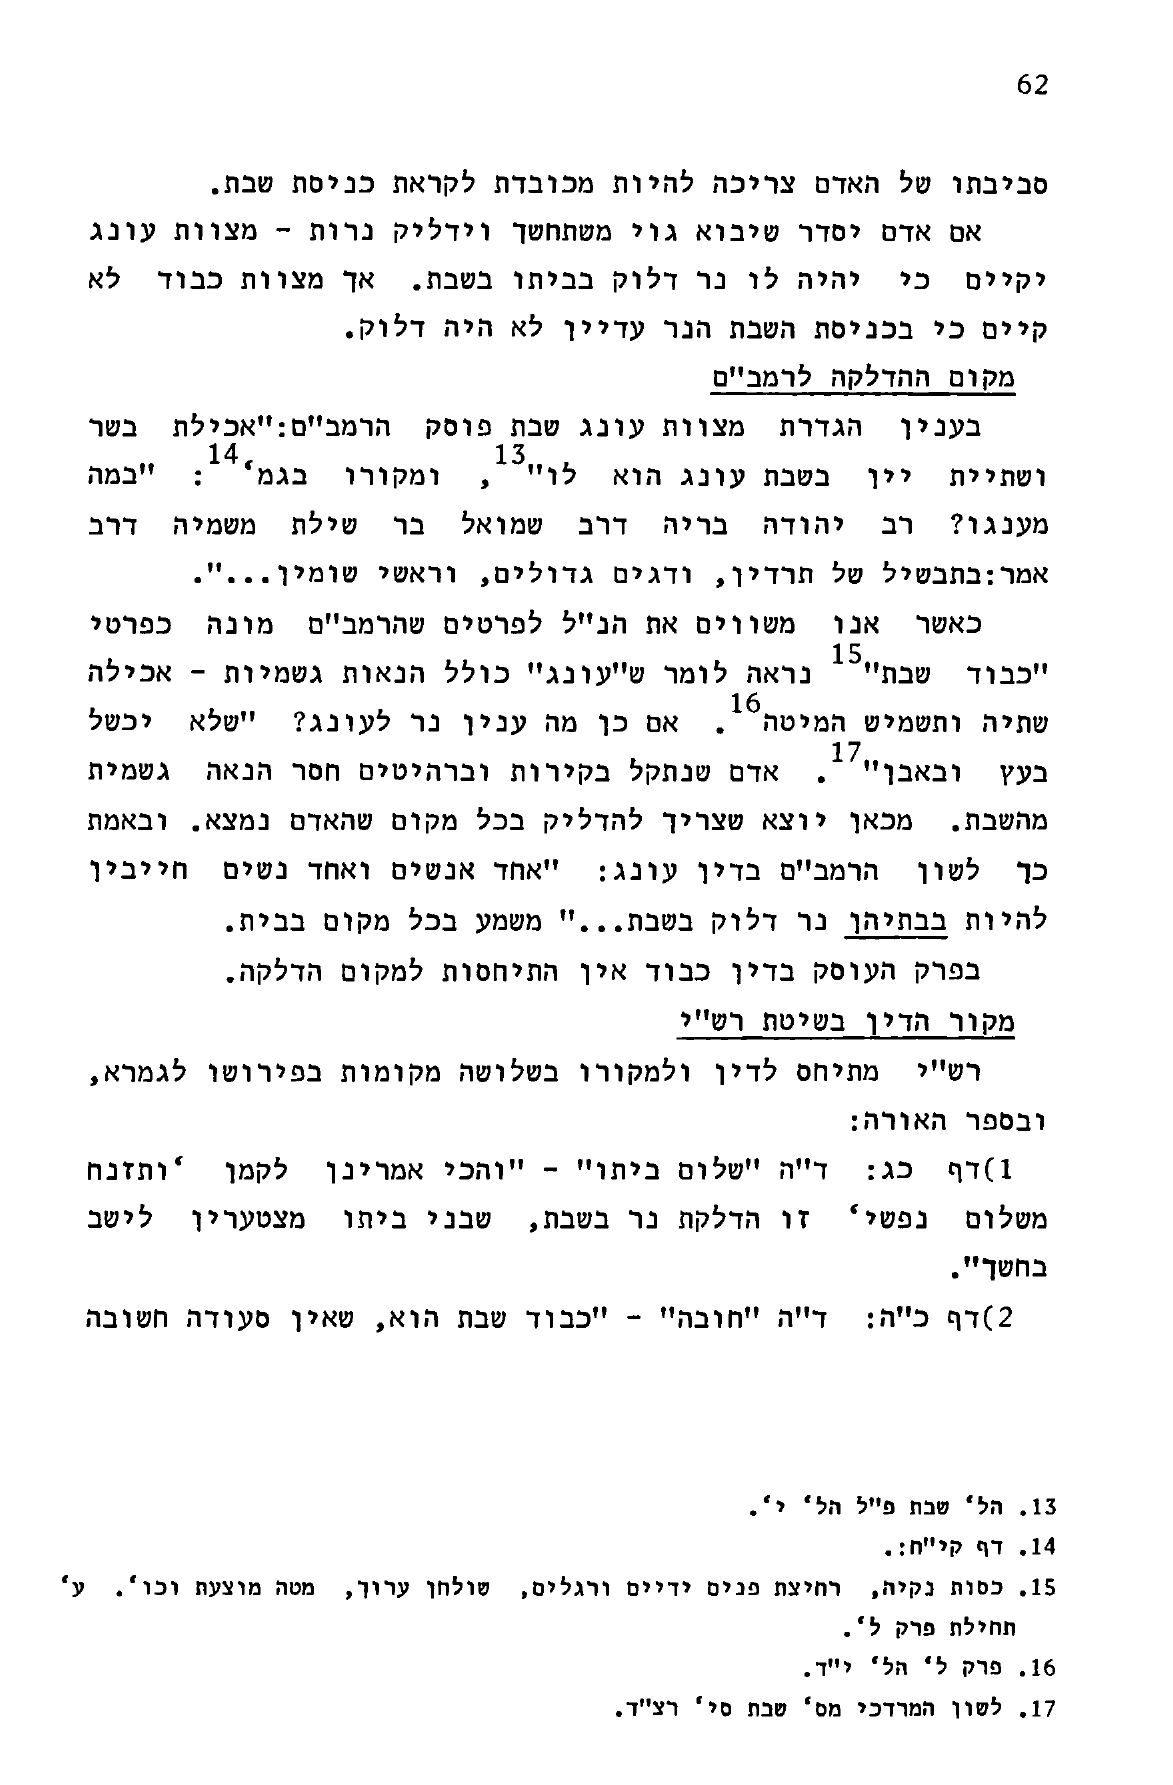 62
סביבתו של האדם צריכה להיות מכובדת לקראת כניסת שבת.
אם אדם יסדר שיבוא גוי משתחשך וידליק נרות - מצוות עונג
יקיים כי יהיה לו נר דלוק בביתו בשבת. אך מצוות כבוד לא
קיים כי בכניסת השבת הנר עדיין לא היה דלוק.
מקום ההדלקה לרמב"ם
בענין הגדרת מצוות עונג שבת פוסק הרמב"ם:"אכילת בשר
ושתיית יין בשבת עונג הוא לו"13, ומקורו בגמ'14: "במה
מענגו? רב יהודה בריה דרב שמואל בר שילת משמיה דרב
אמר:בתבשיל של תרדין, ודגים גדולים, וראשי שומין...".
כאשר אנו משווים את הנ"ל לפרטים שהרמב"ם מונה כפרטי
"כבוד שבת"15 נראה לומר ש"עונג" כולל הנאות גשמיות - אכילה
שתיה ותשמיש המיטה16. אם כן מה ענין נר לעונג? "שלא יכשל
בעץ ובאבן"17. אדם שנתקל בקירות וברהיטים חסר הנאה גשמית
מהשבת. מכאן יוצא שצריך להדליק בכל מקום שהאדם נמצא. ובאמת
כך לשון הרמב"ם בדין עונג: "אחד אנשים ואחד נשים חייבין
להיות בבתיהן נר דלוק בשבת..." משמע בכל מקום בבית.
בפרק העוסק בדין כבוד אין התיחסות למקום הדלקה.
מקור הדין בשיטת רש"י
רש"י מתיחס לדין ולמקורו בשלושה מקומות בפירושו לגמרא,
ובספר האורה:
1)דף כג: ד"ה "שלום ביתו" - "והכי אמרינן לקמן 'ותזנח
משלום נפשי' זו הדלקת נר בשבת, שבני ביתו מצטערין לישב
בחשך".
2)דף כ"ה: ד"ה "חובה" - "כבוד שבת הוא, שאין סעודה חשובה
13. הל' שבת פ"ל הל' י'.
14. דף קי"ח:.
15. כסות נקיה, רחיצת פנים ידיים ורגלים, שולחן ערוך, מטה מוצעת וכו'. ע'
תחילת פרק ל'.
16. פרק ל' הל' י"ד.
17. לשון המרדכי מס' שבת סי' רצ"ד.